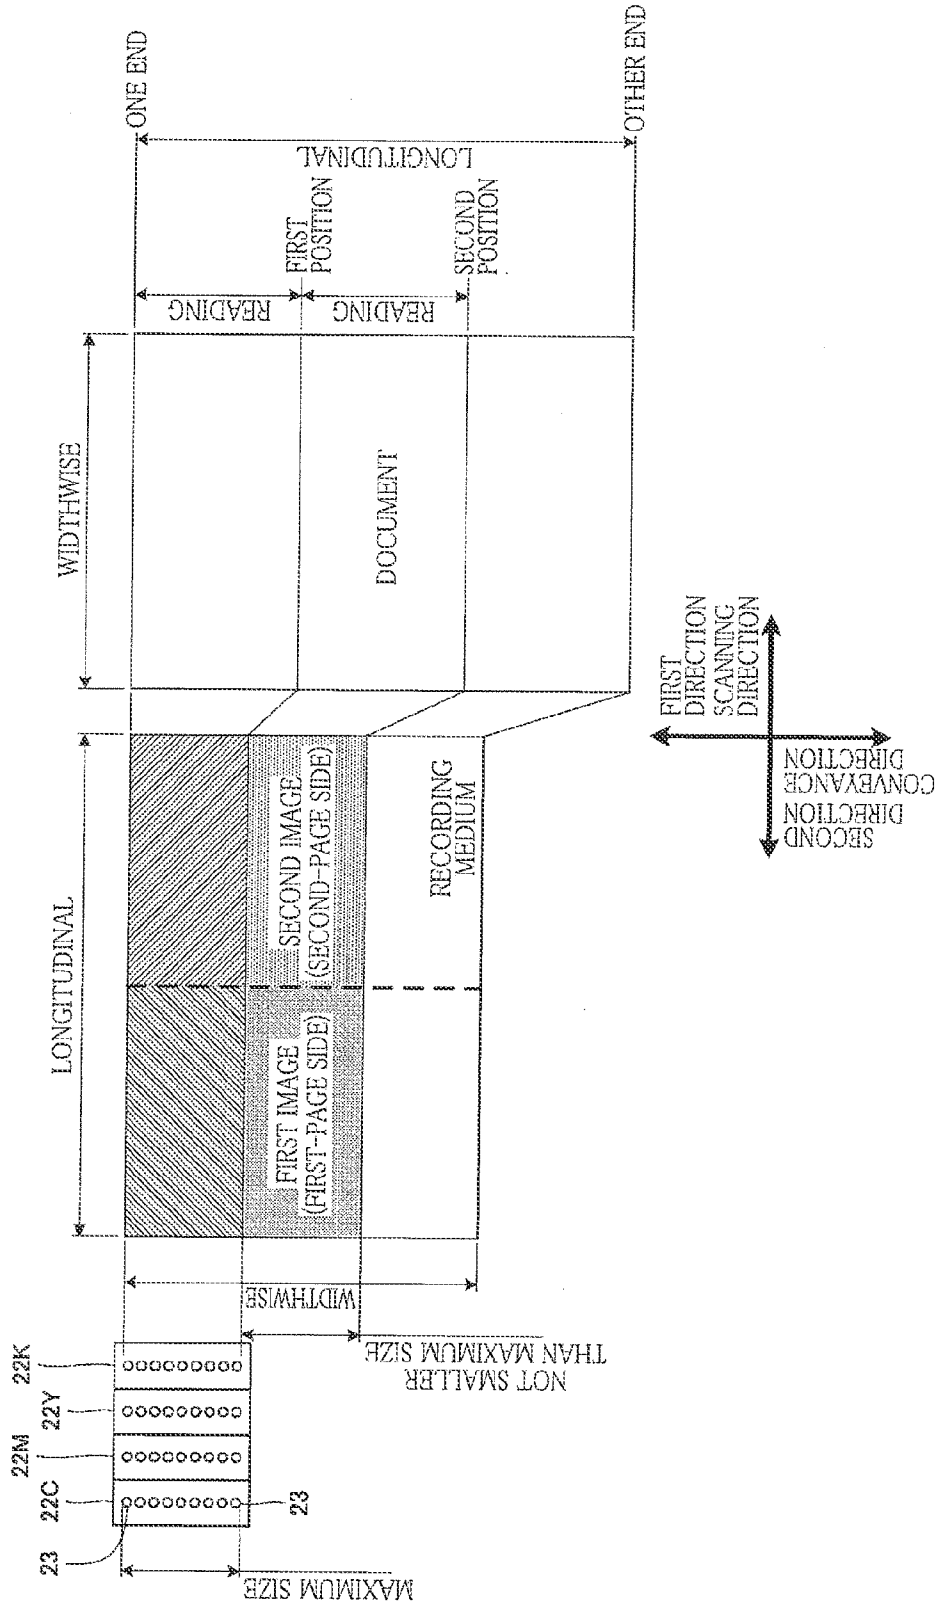 22C
22M
22Y
22K
23
23
MAXIMUM SIZE
NOT SMALLER
THAN MAXIMUM SIZE
WIDTHWISE
LONGITUDINAL
FIRST IMAGE
(FIRST-PAGE SIDE)
SECOND IMAGE
(SECOND-PAGE SIDE)
RECORDING
MEDIUM
WIDTHWISE
DOCUMENT
READING
READING
FIRST
POSITION
SECOND
POSITION
LONGITUDINAL
ONE END
OTHER END
FIRST
DIRECTION
SCANNING
DIRECTION
SECOND
DIRECTION
CONVEYANCE
DIRECTION